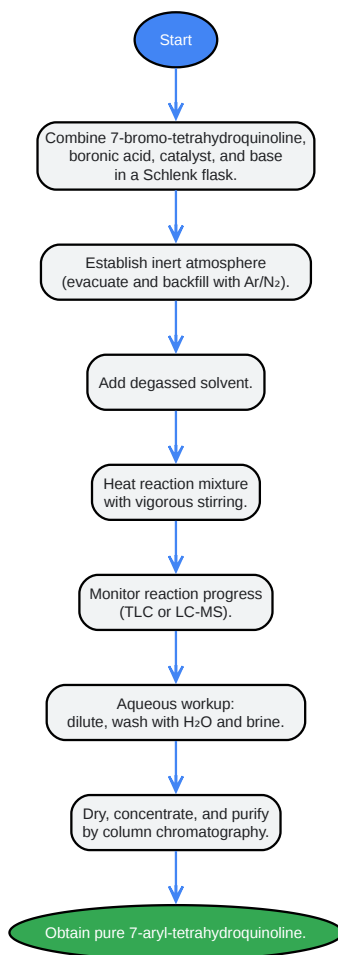 Start
Combine 7-bromo-tetrahydroquinoline,
boronic acid, catalyst, and base
in a Schlenk flask.
Establish inert atmosphere
(evacuate and backfill with Ar/N₂).
Add degassed solvent.
Heat reaction mixture
with vigorous stirring.
Monitor reaction progress
(TLC or LC-MS).
Aqueous workup:
dilute, wash with H₂O and brine.
Dry, concentrate, and purify
by column chromatography.
Obtain pure 7-aryl-tetrahydroquinoline.